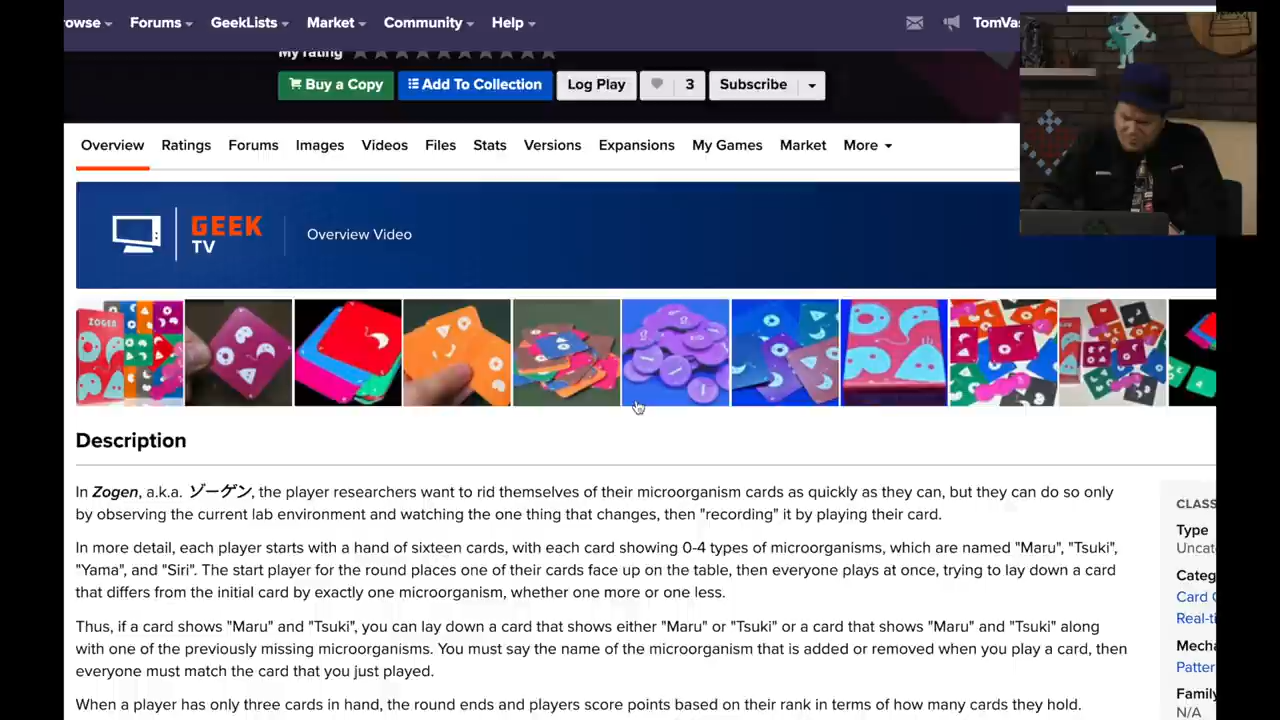 Forums
GeekLists
Market
Community
Help
My rating
Buy a Copy
Add To Collection
Log Play
3
Subscribe
Overview
Ratings
Forums
Images
Videos
Files
Stats
Versions
Expansions
My Games
Market
More
GEEK
TV
Overview Video
ZOGEN
Description
In Zogen, a.k.a. ゾーゲン, the player researchers want to rid themselves of their microorganism cards as quickly as they can, but they can do so only
by observing the current lab environment and watching the one thing that changes, then "recording" it by playing their card.
In more detail, each player starts with a hand of sixteen cards, with each card showing 0-4 types of microorganisms, which are named "Maru", "Tsuki",
"Yama", and "Siri". The start player for the round places one of their cards face up on the table, then everyone plays at once, trying to lay down a card
that differs from the initial card by exactly one microorganism, whether one more or one less.
Thus, if a card shows "Maru" and "Tsuki", you can lay down a card that shows either "Maru" or "Tsuki" or a card that shows "Maru" and "Tsuki" along
with one of the previously missing microorganisms. You must say the name of the microorganism that is added or removed when you play a card, then
everyone must match the card that you just played.
When a player has only three cards in hand, the round ends and players score points based on their rank in terms of how many cards they hold.
CLASS
Type
Uncat
Categ
Card
Real-ti
Mecha
Patter
Family
N/A